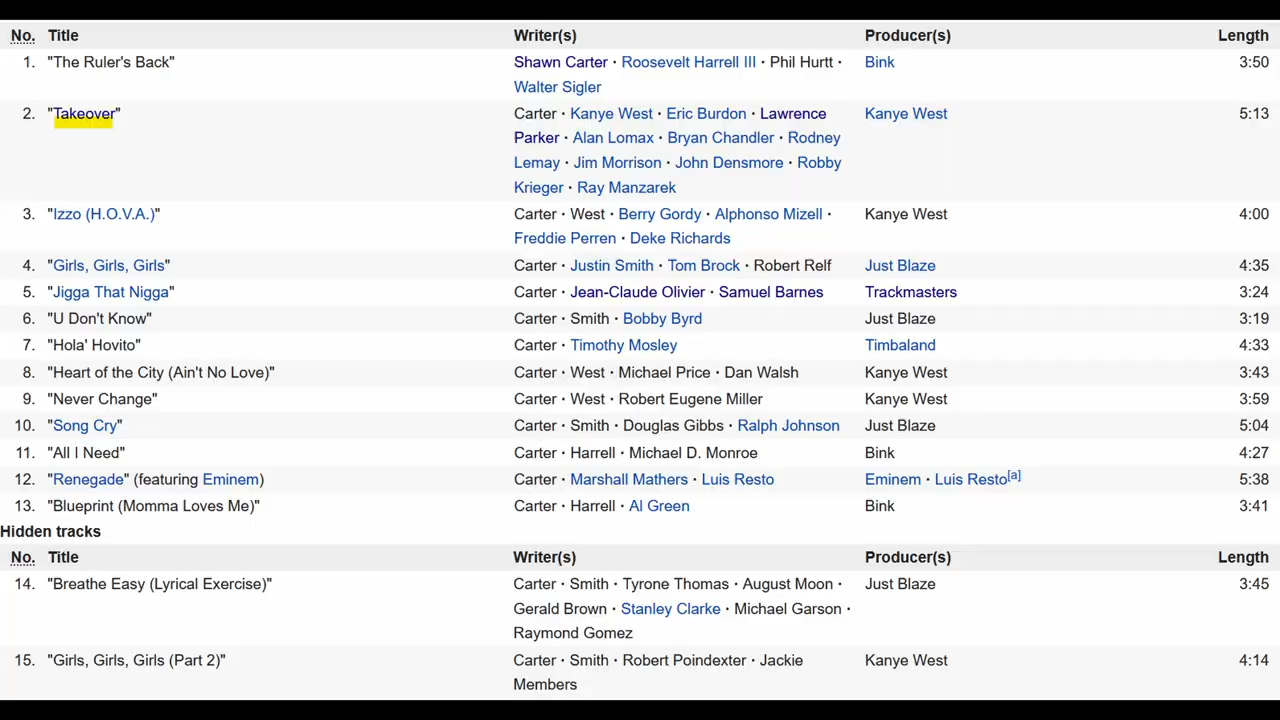 No. Title Writer(s) Producer(s) Length
1. "The Ruler's Back" Shawn Carter · Roosevelt Harrell III · Phil Hurtt · Bink 3:50
Walter Sigler
2. "Takeover" Carter · Kanye West · Eric Burdon · Lawrence Kanye West 5:13
Parker · Alan Lomax · Bryan Chandler · Rodney
Lemay · Jim Morrison · John Densmore · Robby
Krieger · Ray Manzarek
3. "Izzo (H.O.V.A.)" Carter · West · Berry Gordy · Alphonso Mizell · Kanye West 4:00
Freddie Perren · Deke Richards
4. "Girls, Girls, Girls" Carter · Justin Smith · Tom Brock · Robert Relf Just Blaze 4:35
5. "Jigga That Nigga" Carter · Jean-Claude Olivier · Samuel Barnes Trackmasters 3:24
6. "U Don't Know" Carter · Smith · Bobby Byrd Just Blaze 3:19
7. "Hola' Hovito" Carter · Timothy Mosley Timbaland 4:33
8. "Heart of the City (Ain't No Love)" Carter · West · Michael Price · Dan Walsh Kanye West 3:43
9. "Never Change" Carter · West · Robert Eugene Miller Kanye West 3:59
10. "Song Cry" Carter · Smith · Douglas Gibbs · Ralph Johnson Just Blaze 5:04
11. "All I Need" Carter · Harrell · Michael D. Monroe Bink 4:27
12. "Renegade" (featuring Eminem) Carter · Marshall Mathers · Luis Resto Eminem · Luis Resto[a] 5:38
13. "Blueprint (Momma Loves Me)" Carter · Harrell · Al Green Bink 3:41
Hidden tracks
No. Title Writer(s) Producer(s) Length
14. "Breathe Easy (Lyrical Exercise)" Carter · Smith · Tyrone Thomas · August Moon · Just Blaze 3:45
Gerald Brown · Stanley Clarke · Michael Garson ·
Raymond Gomez
15. "Girls, Girls, Girls (Part 2)" Carter · Smith · Robert Poindexter · Jackie Kanye West 4:14
Members